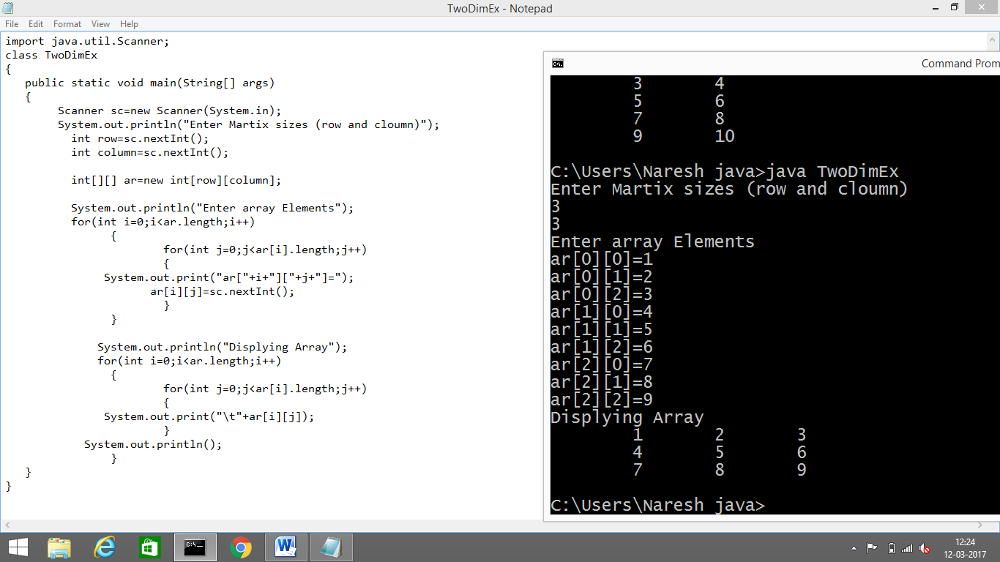 TwoDimEx - Notepad
File Edit Format View Help
import java.util.Scanner;
class TwoDimEx
{
public static void main(String[] args)
{
Scanner sc=new Scanner(System.in);
System.out.println("Enter Martix sizes (row and cloumn)");
int row=sc.nextInt();
int column=sc.nextInt();
int[][] ar=new int[row][column];
System.out.println("Enter array Elements");
for(int i=0;i<ar.length;i++)
{
for(int j=0;j<ar[i].length;j++)
{
System.out.print("ar["+i+"]["+j+"]=");
ar[i][j]=sc.nextInt();
}
}
System.out.println("Displying Array");
for(int i=0;i<ar.length;i++)
{
for(int j=0;j<ar[i].length;j++)
{
System.out.print("\t"+ar[i][j]);
}
System.out.println();
}
}
}
Command Prom
3 4
5 6
7 8
9 10
C:\Users\Naresh java>java TwoDimEx
Enter Martix sizes (row and cloumn)
3
3
Enter array Elements
ar[0][0]=1
ar[0][1]=2
ar[0][2]=3
ar[1][0]=4
ar[1][1]=5
ar[1][2]=6
ar[2][0]=7
ar[2][1]=8
ar[2][2]=9
Displying Array
1 2 3
4 5 6
7 8 9
C:\Users\Naresh java>
12:24
12-03-2017